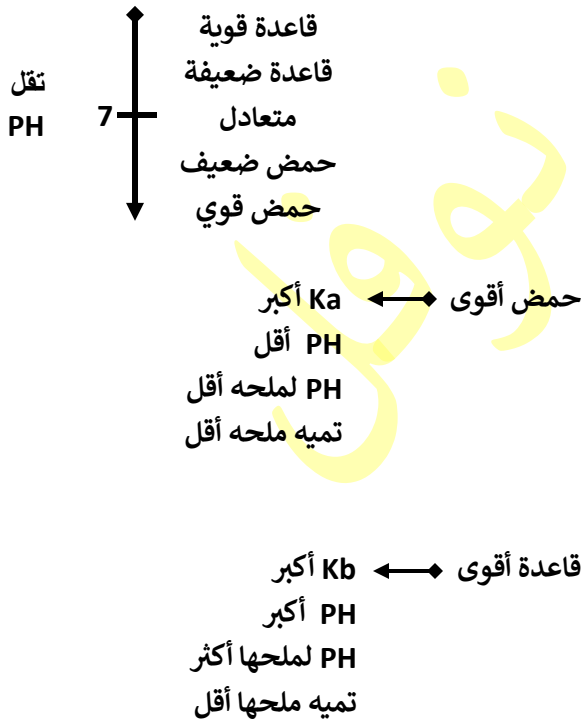 قاعدة قوية
قاعدة ضعيفة
تقل
7 متعادل
PH
حمض ضعيف
حمض قوي
حمض أقوى Ka أكبر
PH أقل
PH لملحه أقل
تميه ملحه أقل
قاعدة أقوى Kb أكبر
PH أكبر
PH لملحها أكثر
تميه ملحها أقل
نوفل